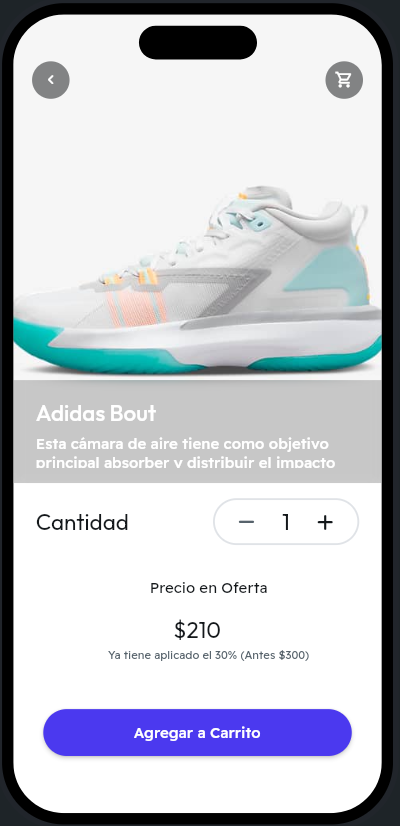 Adidas Bout
Esta cámara de aire tiene como objetivo
principal absorber y distribuir el impacto
Cantidad
1
Precio en Oferta
$210
Ya tiene aplicado el 30% (Antes $300)
Agregar a Carrito